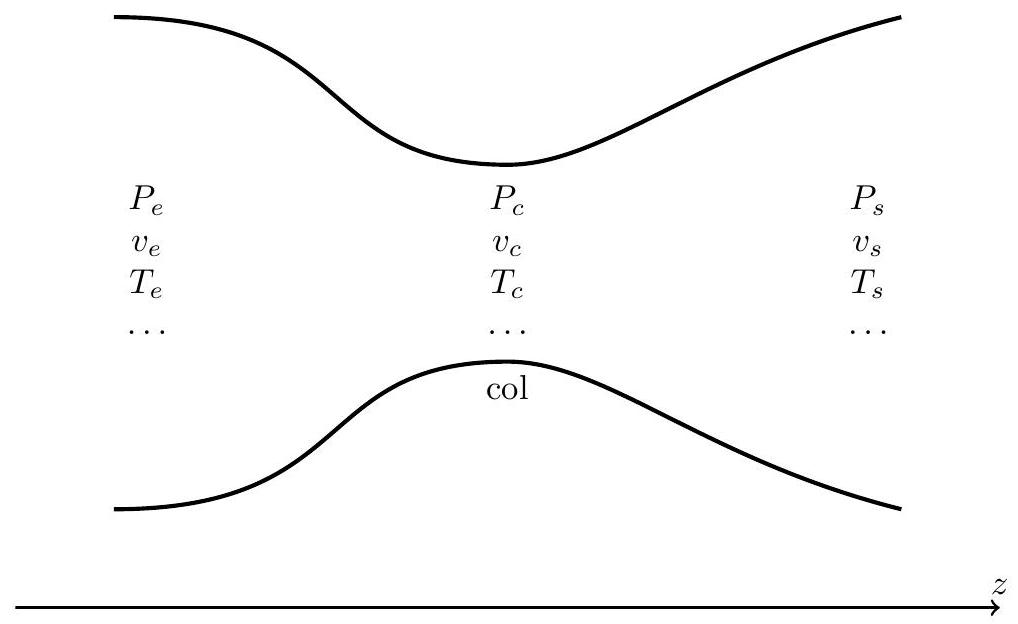 P_e P_c P_s
v_e v_c v_s
T_e T_c T_s
... ... ...
col
z